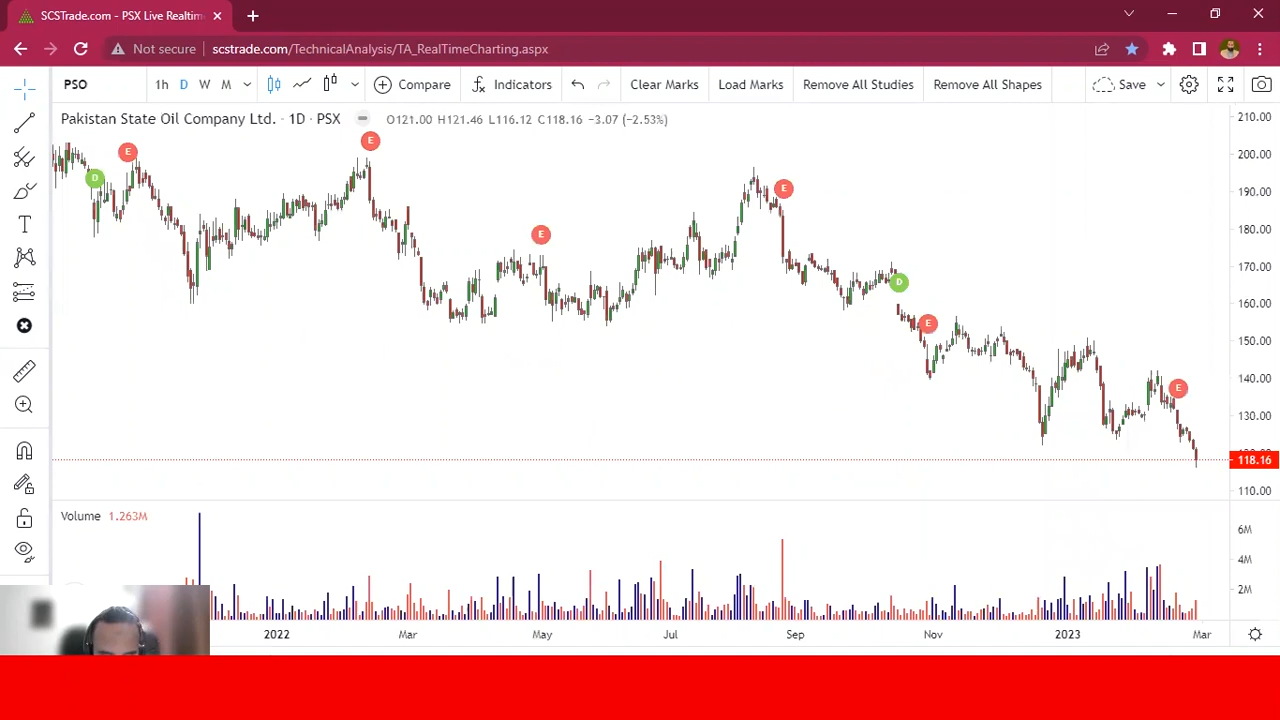 SCSTrade.com - PSX Live Realtim
Not secure
scstrade.com/TechnicalAnalysis/TA_RealTimeCharting.aspx
PSO
1h D W M
Compare
Indicators
Clear Marks
Load Marks
Remove All Studies
Remove All Shapes
Save
Pakistan State Oil Company Ltd. · 1D · PSX
O121.00 H121.46 L116.12 C118.16 −3.07 (−2.53%)
210.00
200.00
190.00
180.00
170.00
160.00
150.00
140.00
130.00
118.16
110.00
D
E
E
E
E
D
E
E
T
Volume 1.263M
6M
4M
2M
2022 Mar May Jul Sep Nov 2023 Mar